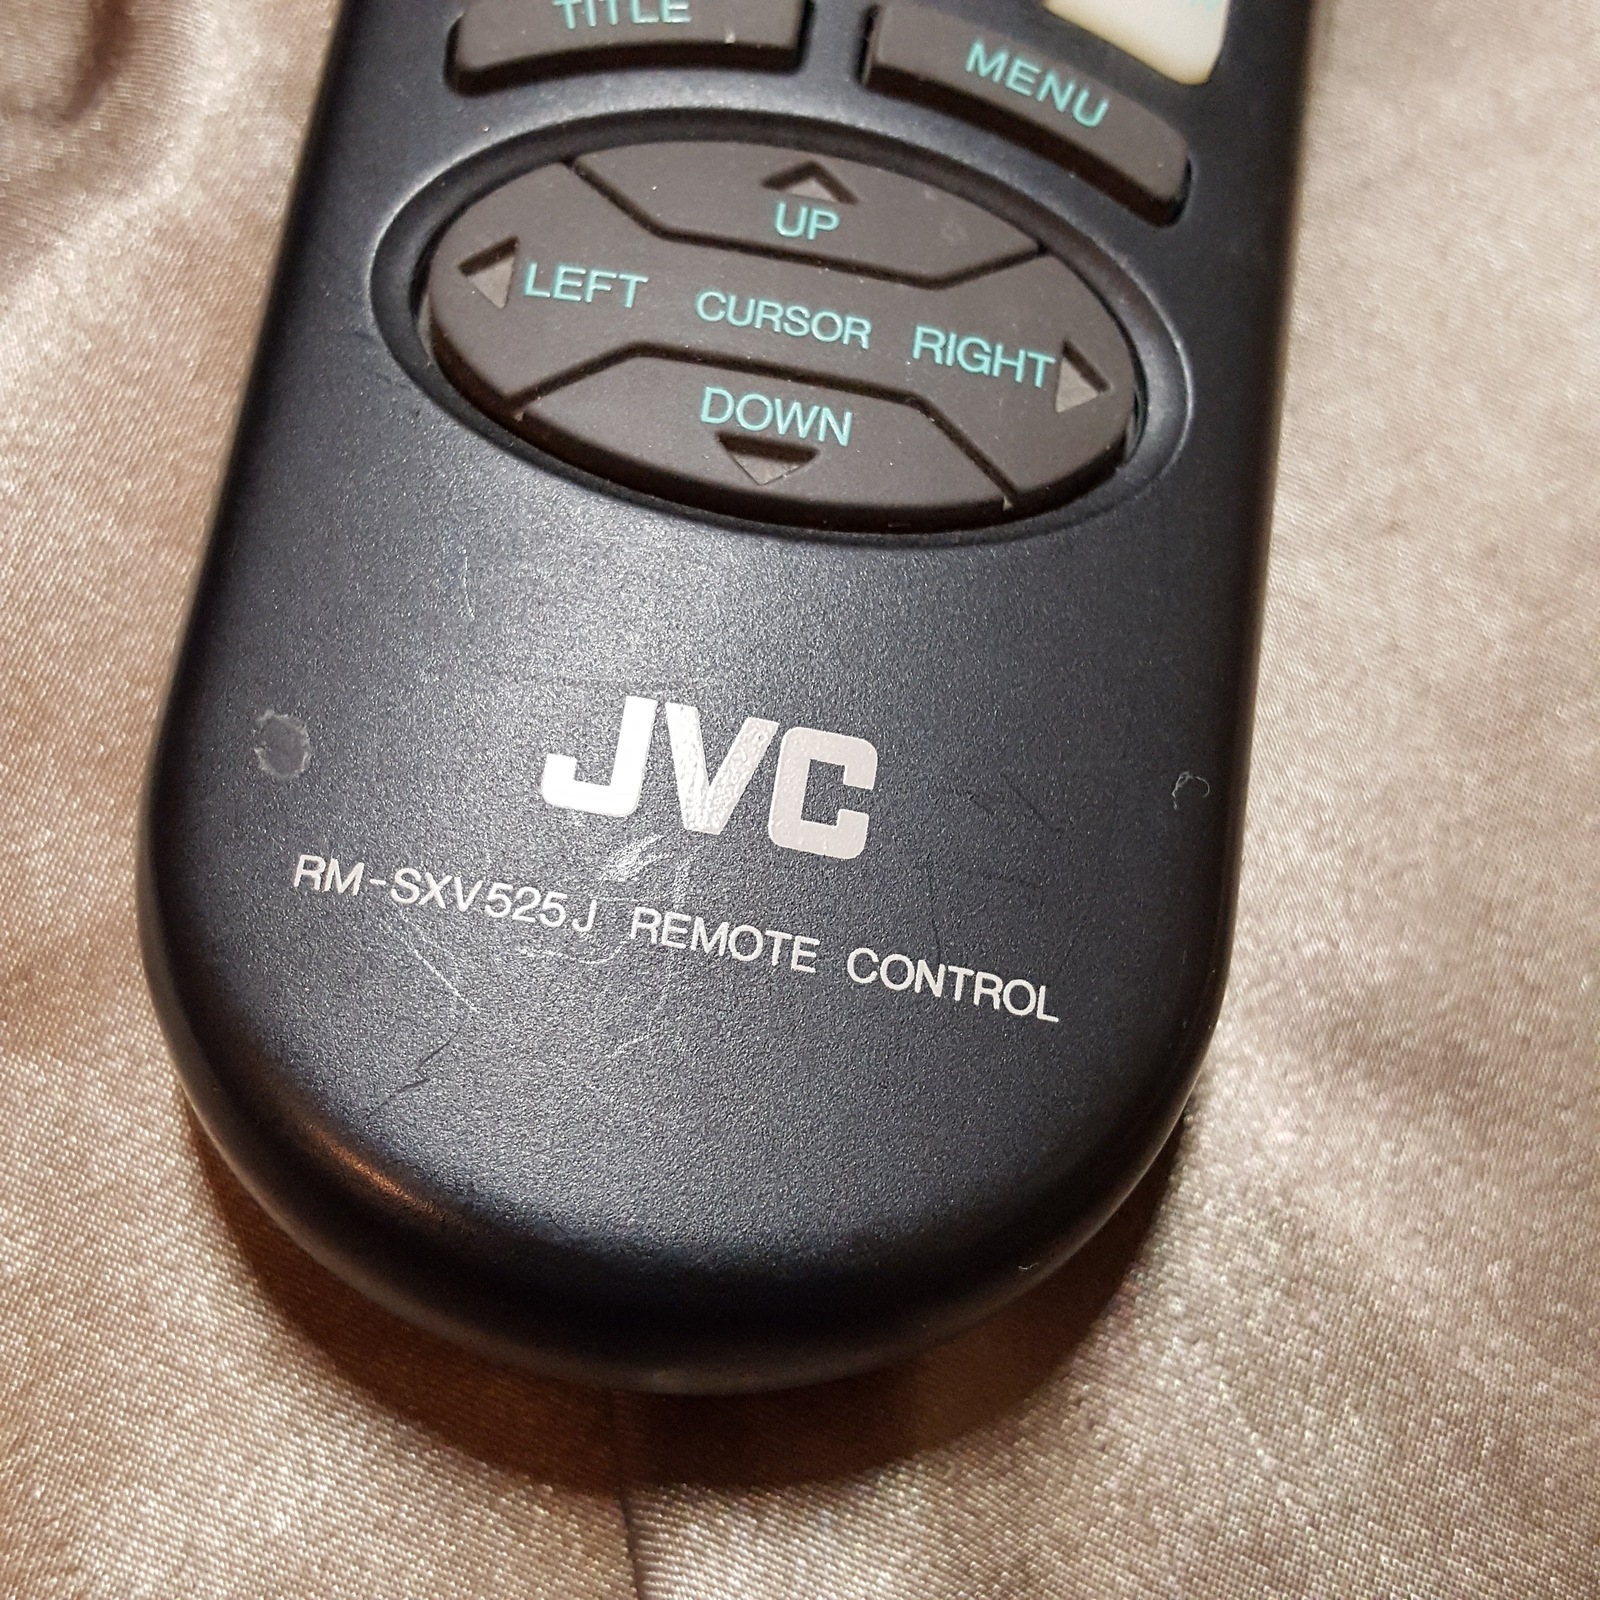 TITLE
MENU
UP
LEFT CURSOR RIGHT
DOWN
JVC
RM-SXV525J REMOTE CONTROL